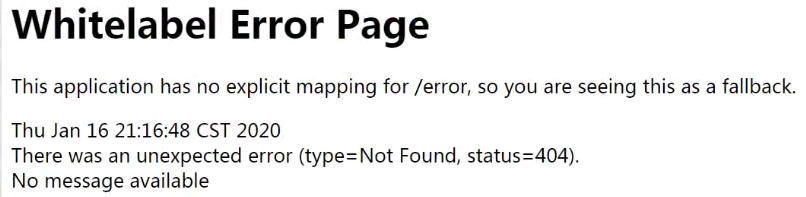 Whitelabel Error Page
This application has no explicit mapping for /error, so you are seeing this as a fallback.
Thu Jan 16 21:16:48 CST 2020
There was an unexpected error (type=Not Found, status=404).
No message available